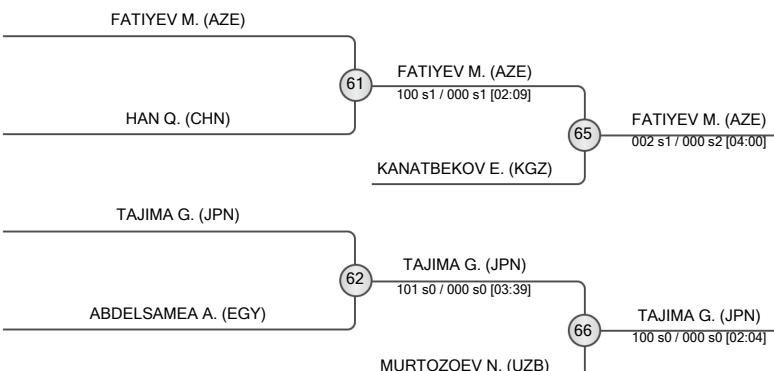 FATIYEV M. (AZE)
61
FATIYEV M. (AZE)
100 s1 / 000 s1 [02:09]
HAN Q. (CHN)
65
FATIYEV M. (AZE)
002 s1 / 000 s2 [04:00]
KANATBEKOV E. (KGZ)
TAJIMA G. (JPN)
62
TAJIMA G. (JPN)
101 s0 / 000 s0 [03:39]
ABDELSAMEA A. (EGY)
66
TAJIMA G. (JPN)
100 s0 / 000 s0 [02:04]
MURTOZOEV N. (UZB)